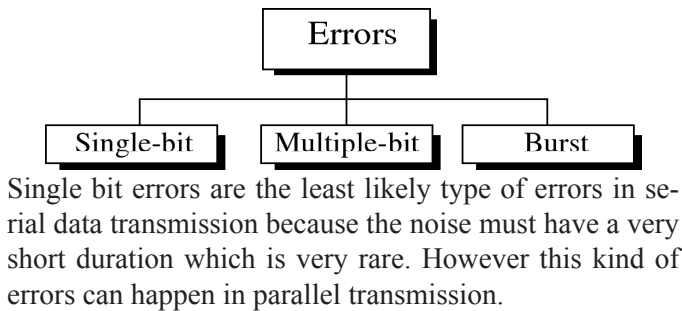 Errors
Single-bit Multiple-bit Burst
Single bit errors are the least likely type of errors in se-
rial data transmission because the noise must have a very
short duration which is very rare. However this kind of
errors can happen in parallel transmission.